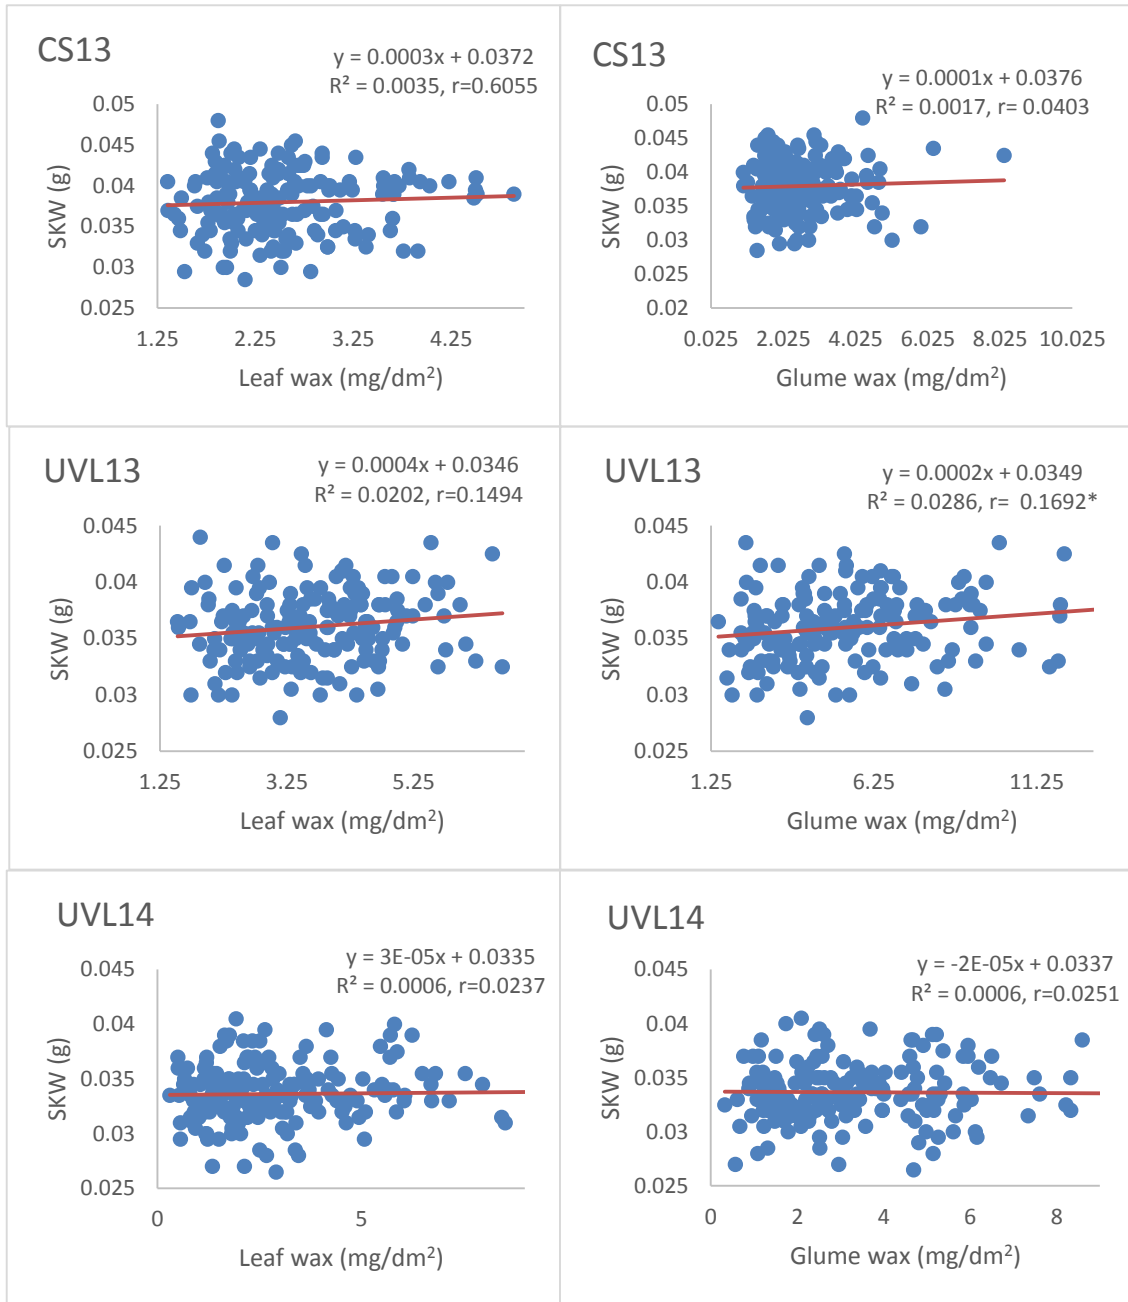 CS13
y = 0.0003x + 0.0372
R² = 0.0035, r=0.6055
0.05
0.045
0.04
0.035
0.03
0.025
SKW (g)
1.25 2.25 3.25 4.25
Leaf wax (mg/dm²)
CS13
y = 0.0001x + 0.0376
R² = 0.0017, r= 0.0403
0.05
0.045
0.04
0.035
0.03
0.025
0.02
SKW (g)
0.025 2.025 4.025 6.025 8.025 10.025
Glume wax (mg/dm²)
UVL13
y = 0.0004x + 0.0346
R² = 0.0202, r=0.1494
0.045
0.04
0.035
0.03
0.025
SKW (g)
1.25 3.25 5.25
Leaf wax (mg/dm²)
UVL13
y = 0.0002x + 0.0349
R² = 0.0286, r= 0.1692*
0.045
0.04
0.035
0.03
0.025
SKW (g)
1.25 6.25 11.25
Glume wax (mg/dm²)
UVL14
y = 3E-05x + 0.0335
R² = 0.0006, r=0.0237
0.045
0.04
0.035
0.03
0.025
SKW (g)
0 5
Leaf wax (mg/dm²)
UVL14
y = -2E-05x + 0.0337
R² = 0.0006, r=0.0251
0.045
0.04
0.035
0.03
0.025
SKW (g)
0 2 4 6 8
Glume wax (mg/dm²)